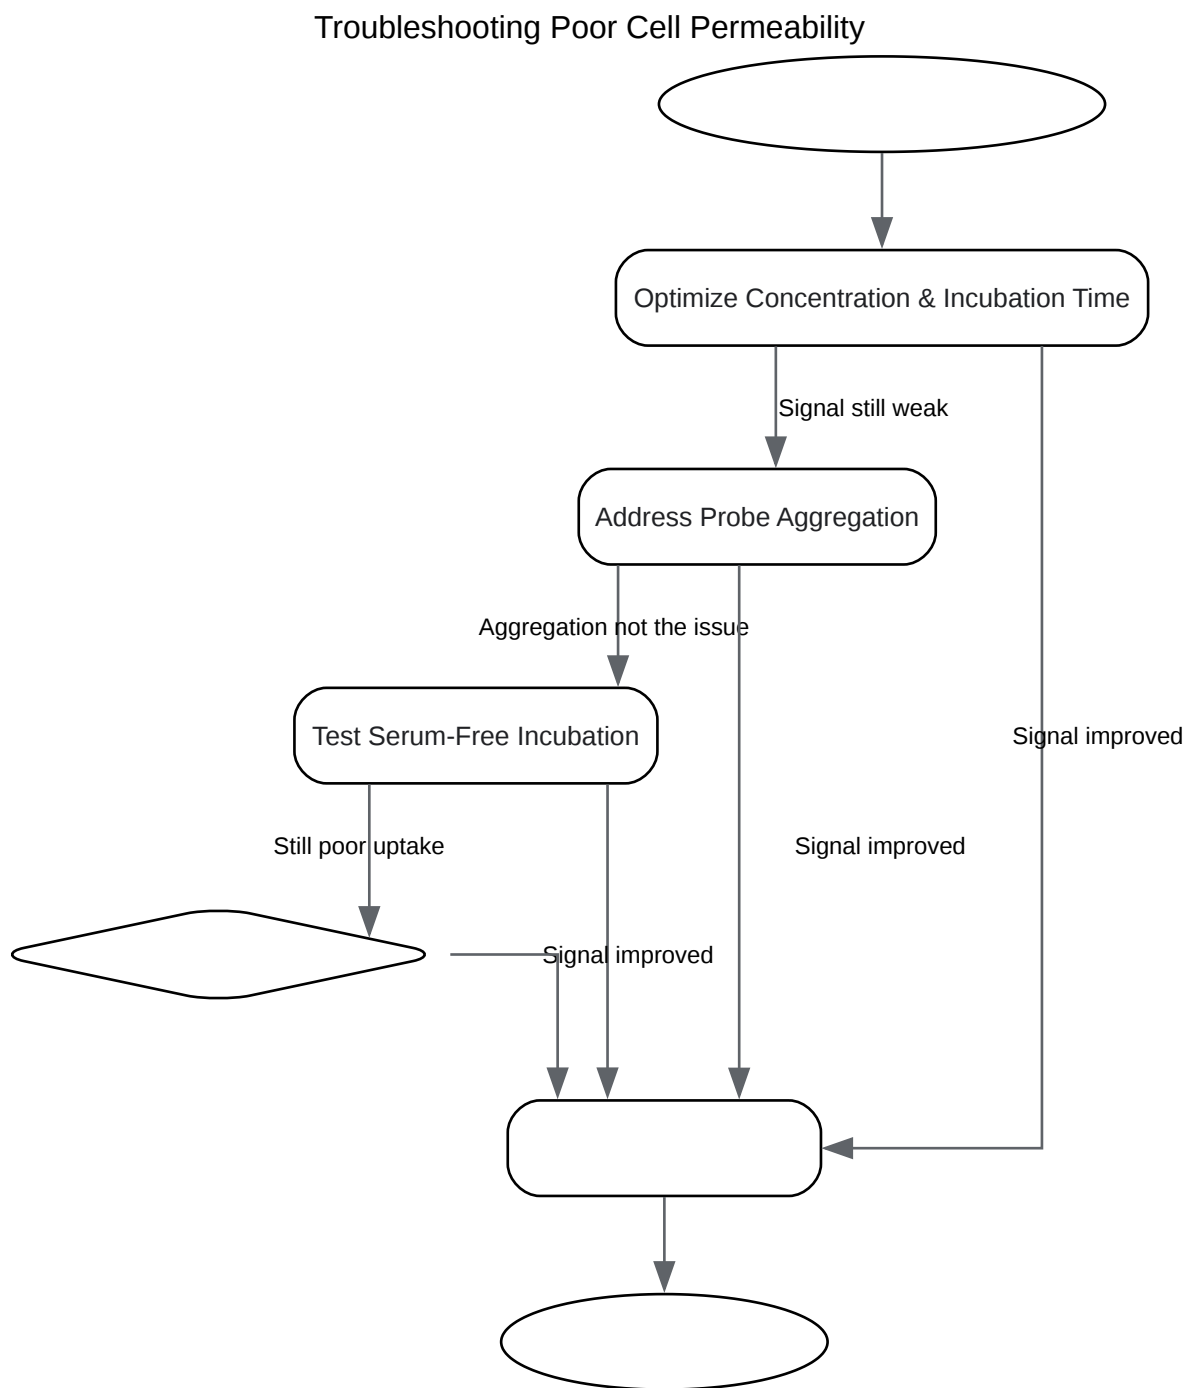 Troubleshooting Poor Cell Permeability
Optimize Concentration & Incubation Time
Signal still weak
Address Probe Aggregation
Aggregation not the issue
Test Serum-Free Incubation
Signal improved
Still poor uptake
Signal improved
Signal improved